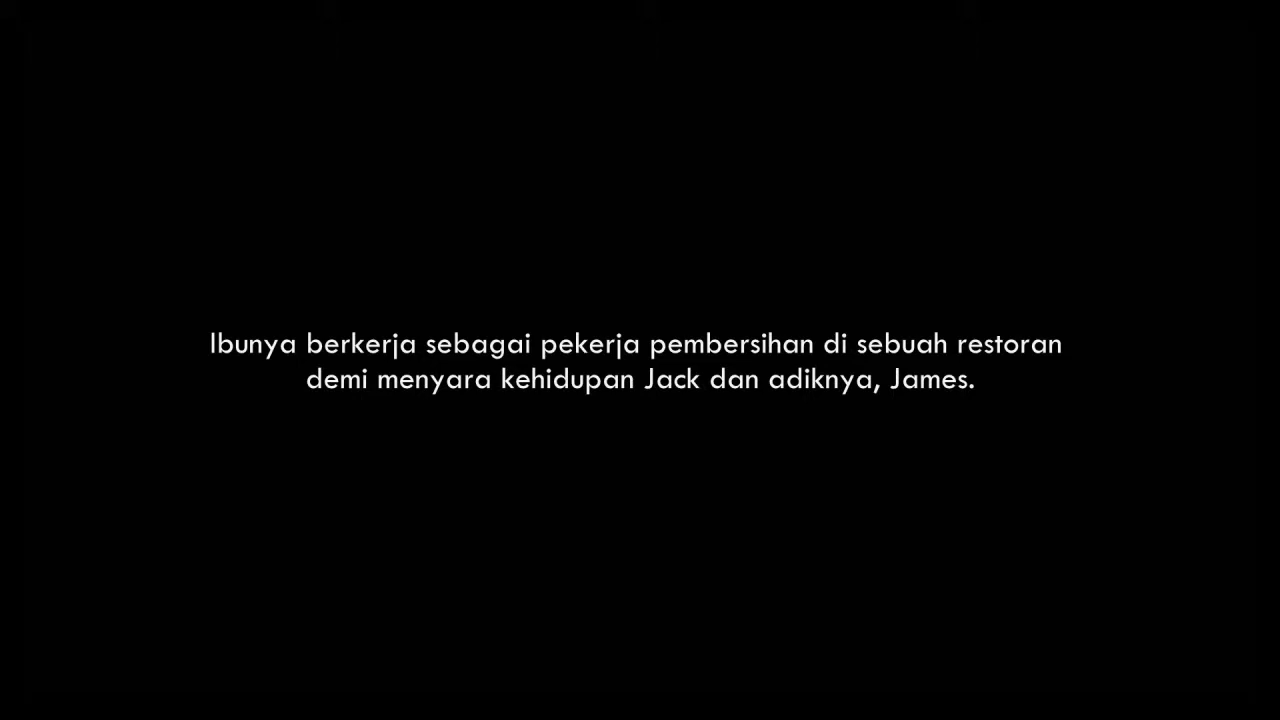 Ibunya berkerja sebagai pekerja pembersihan di sebuah restoran
demi menyara kehidupan Jack dan adiknya, James.